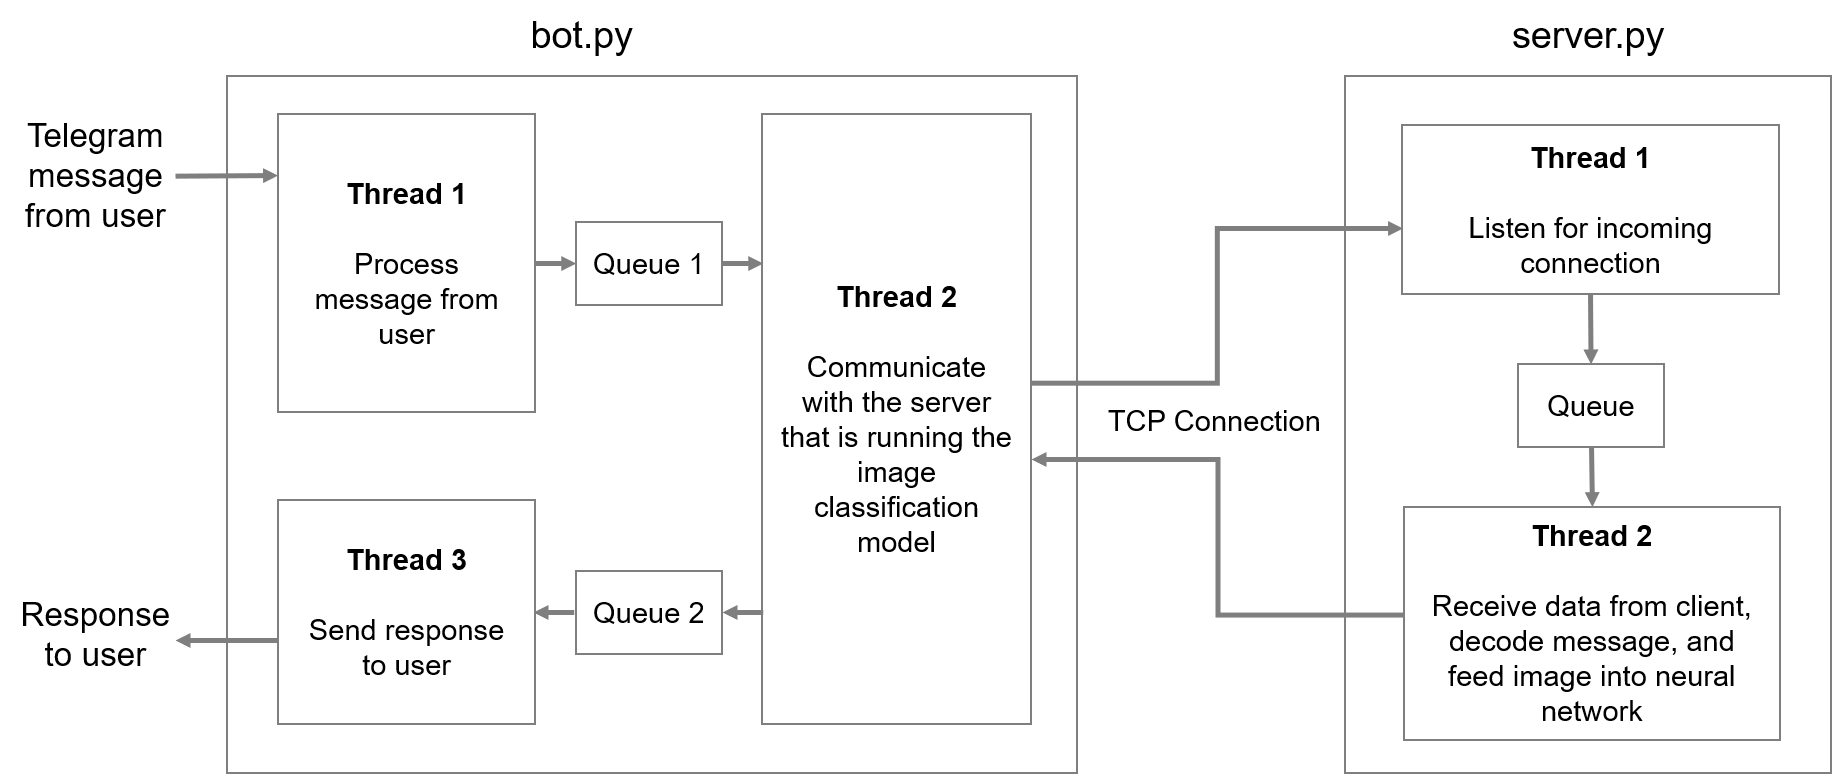 bot.py
server.py
Telegram
message
from user
Thread 1
Process
message from
user
Queue 1
Thread 2
Communicate
with the server
that is running the
image
classification
model
Queue 2
Thread 3
Send response
to user
Response
to user
TCP Connection
Thread 1
Listen for incoming
connection
Queue
Thread 2
Receive data from client,
decode message, and
feed image into neural
network